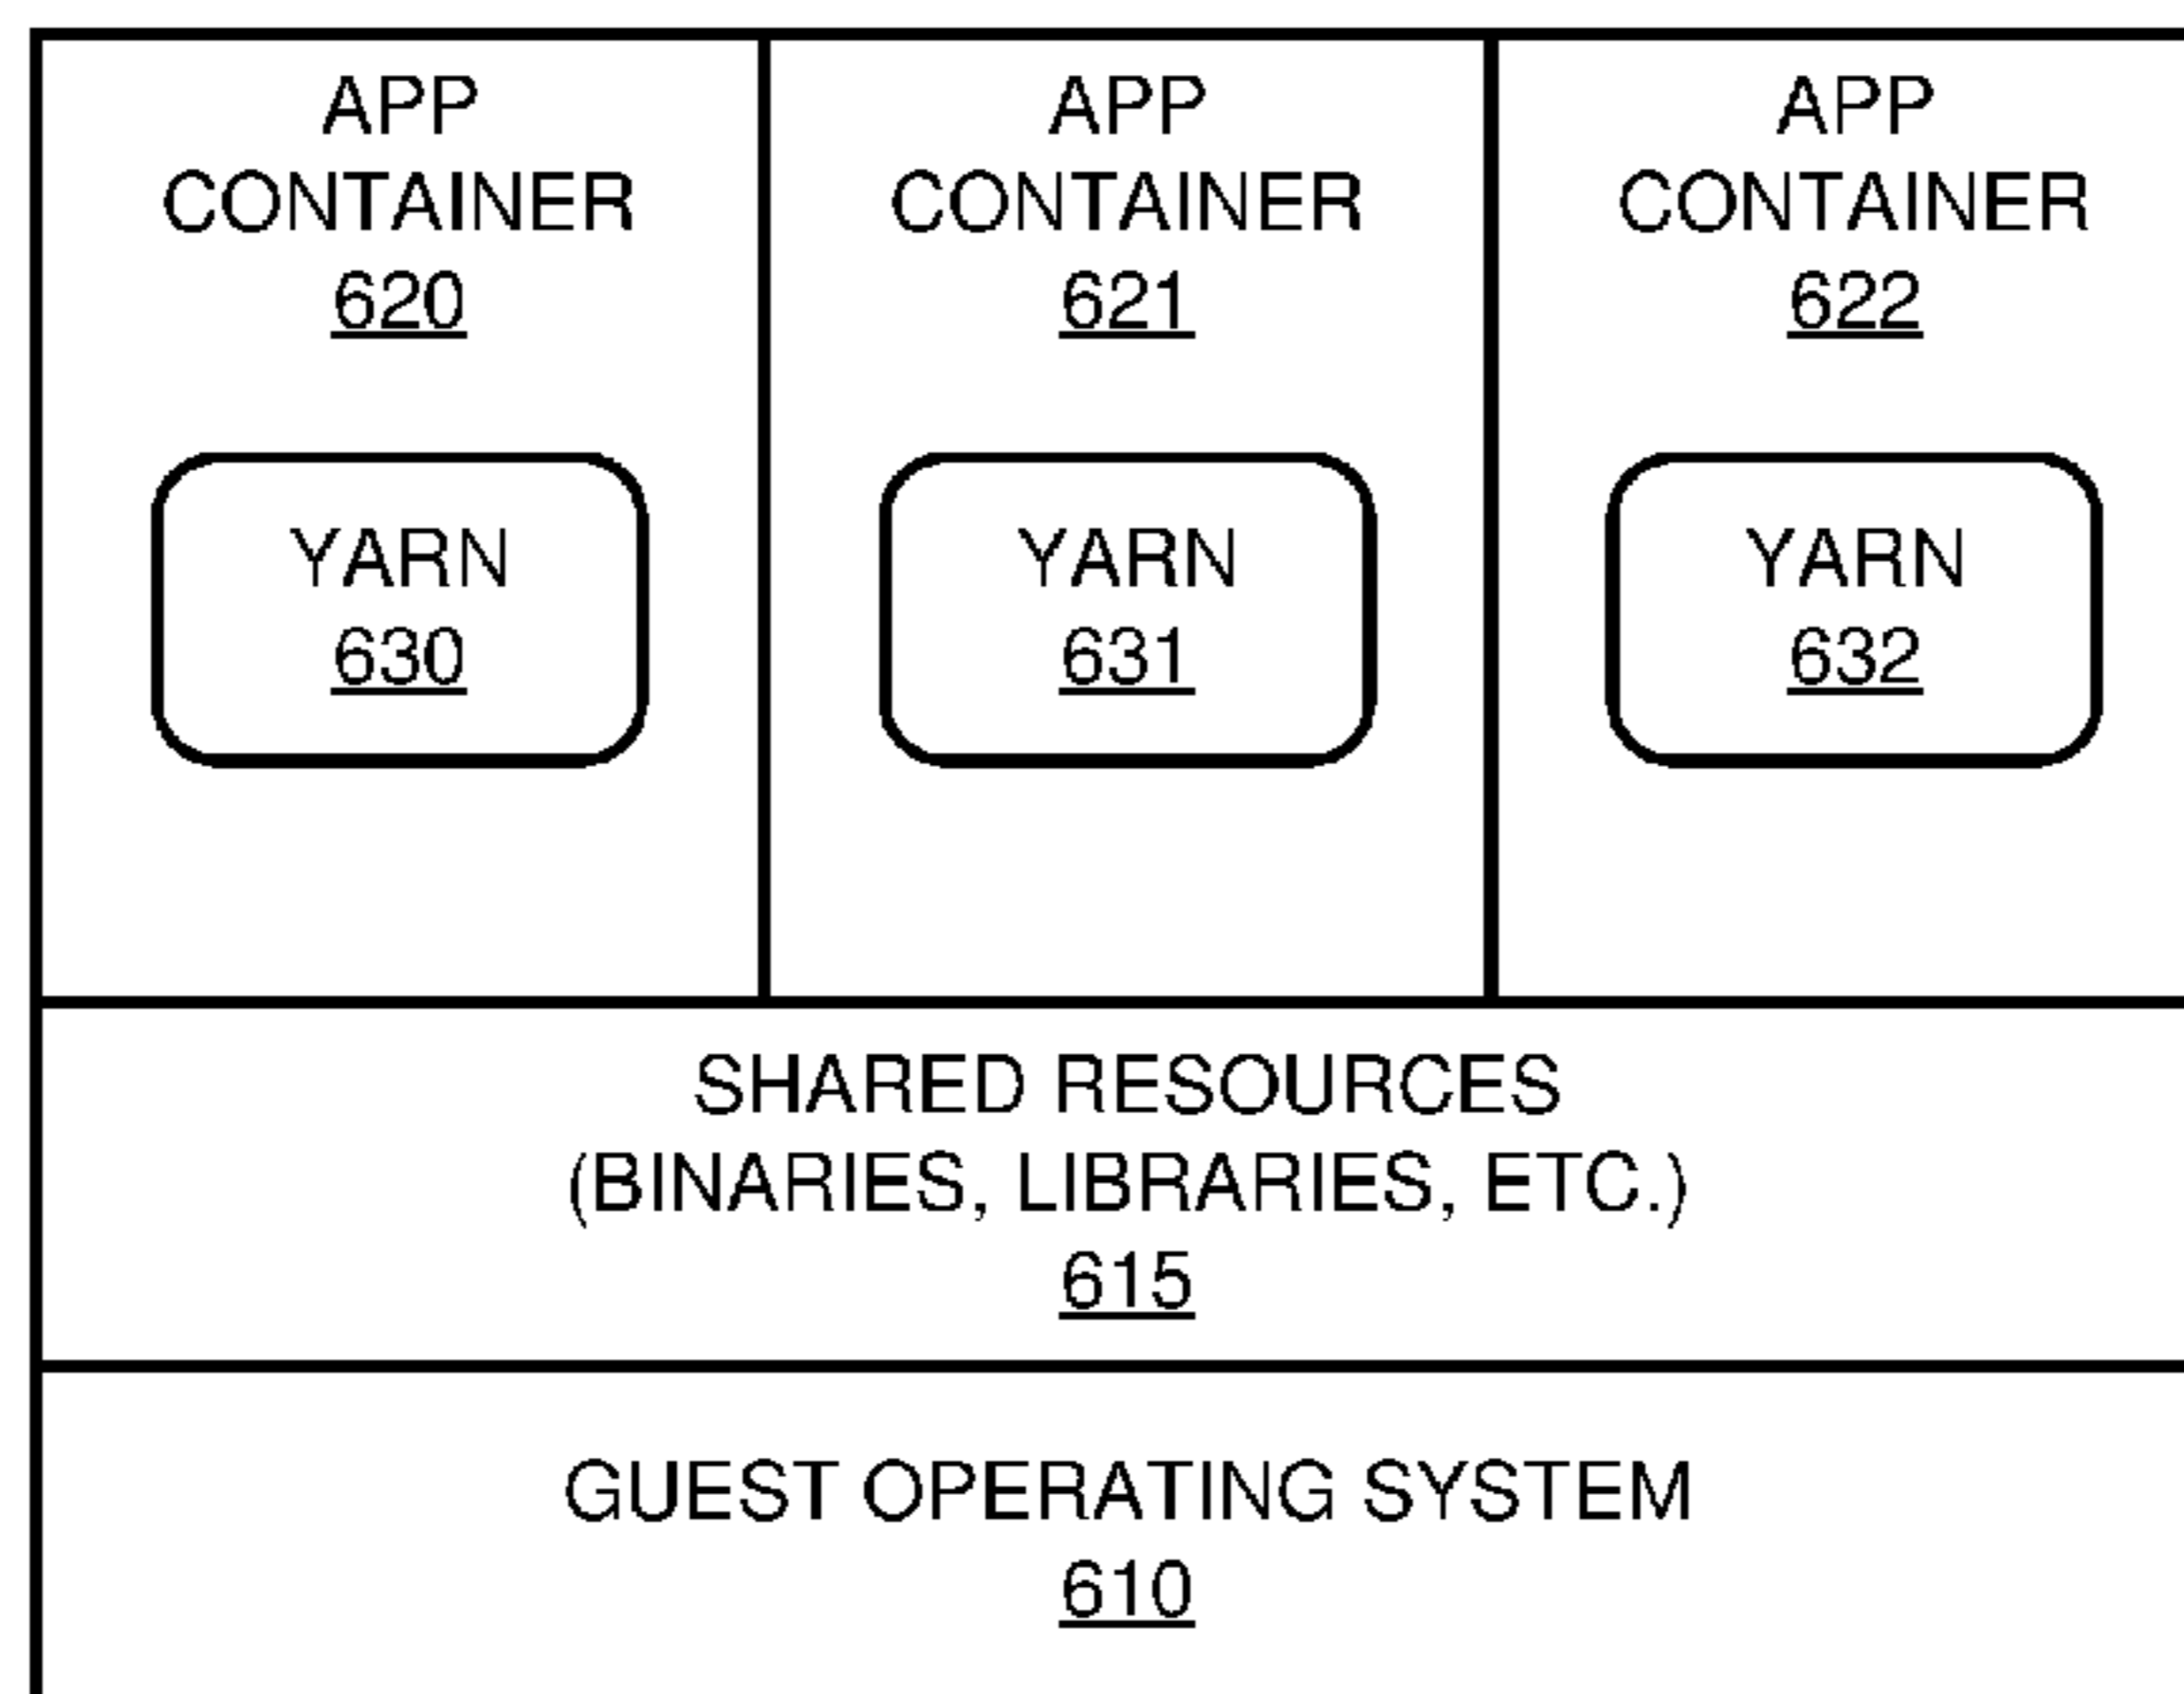 APP
CONTAINER
620
YARN
630
APP
CONTAINER
621
YARN
631
APP
CONTAINER
622
YARN
632
SHARED RESOURCES
(BINARIES, LIBRARIES, ETC.)
615
GUEST OPERATING SYSTEM
610